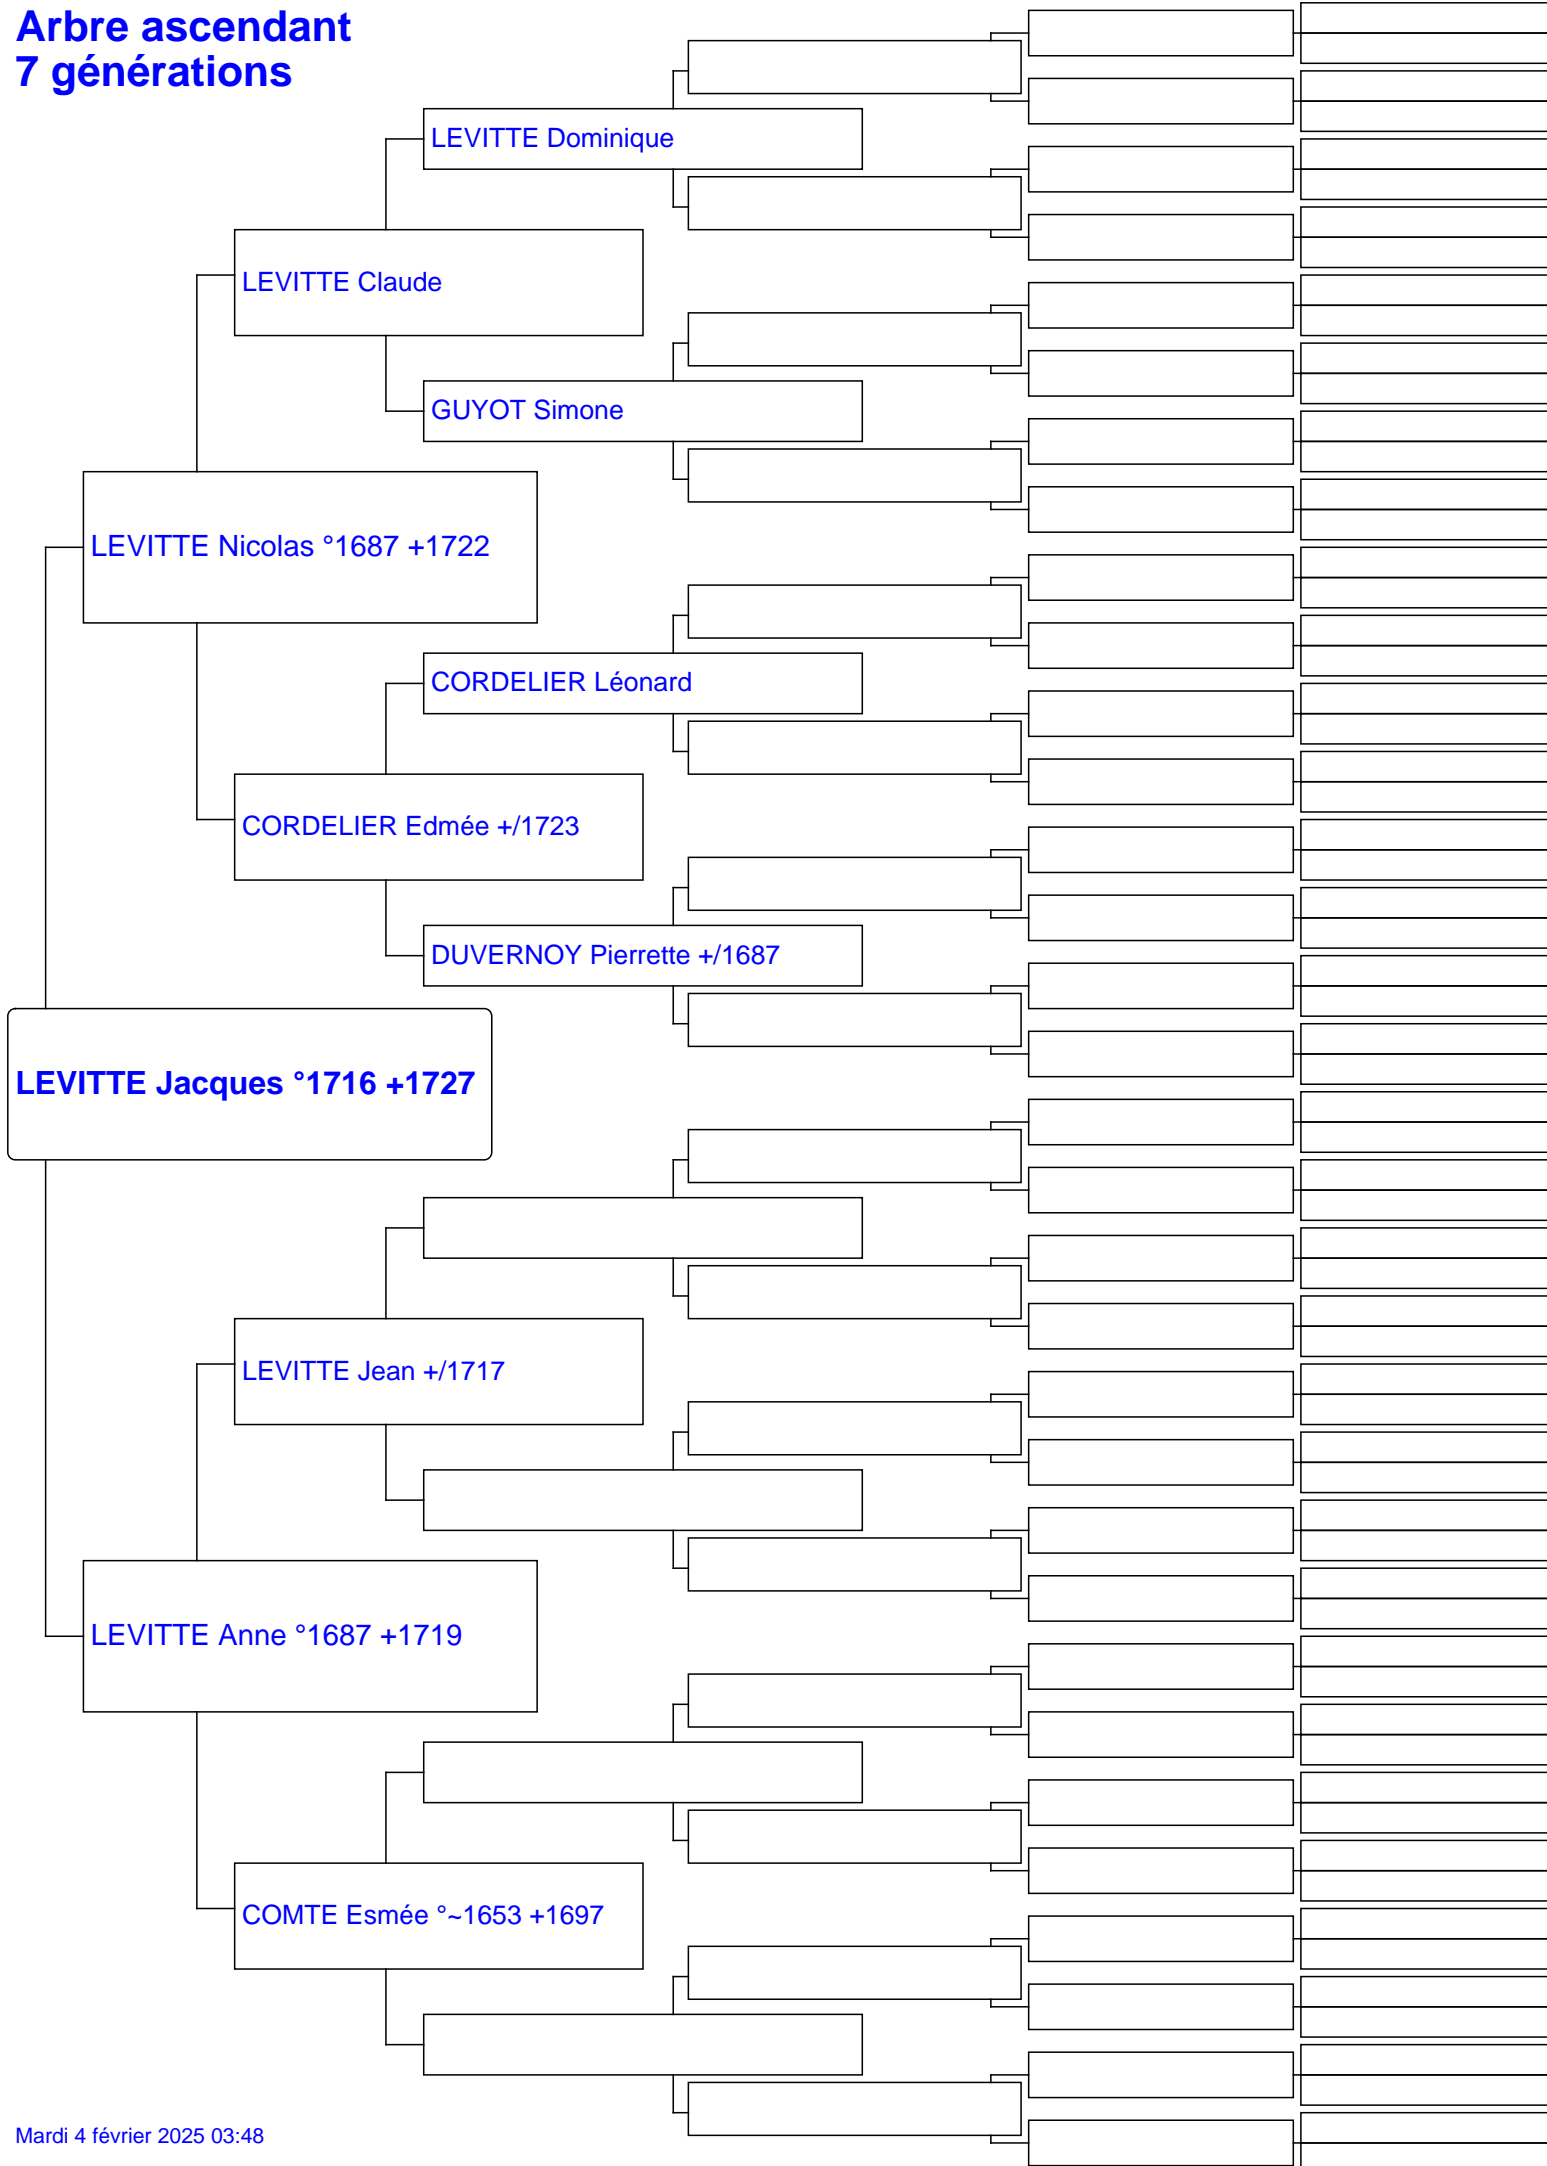 Arbre ascendant
7 générations
LEVITTE Dominique
LEVITTE Claude
GUYOT Simone
LEVITTE Nicolas °1687 +1722
CORDELIER Léonard
CORDELIER Edmée +/1723
DUVERNOY Pierrette +/1687
LEVITTE Jacques °1716 +1727
LEVITTE Jean +/1717
LEVITTE Anne °1687 +1719
COMTE Esmée °~1653 +1697
Mardi 4 février 2025 03:48